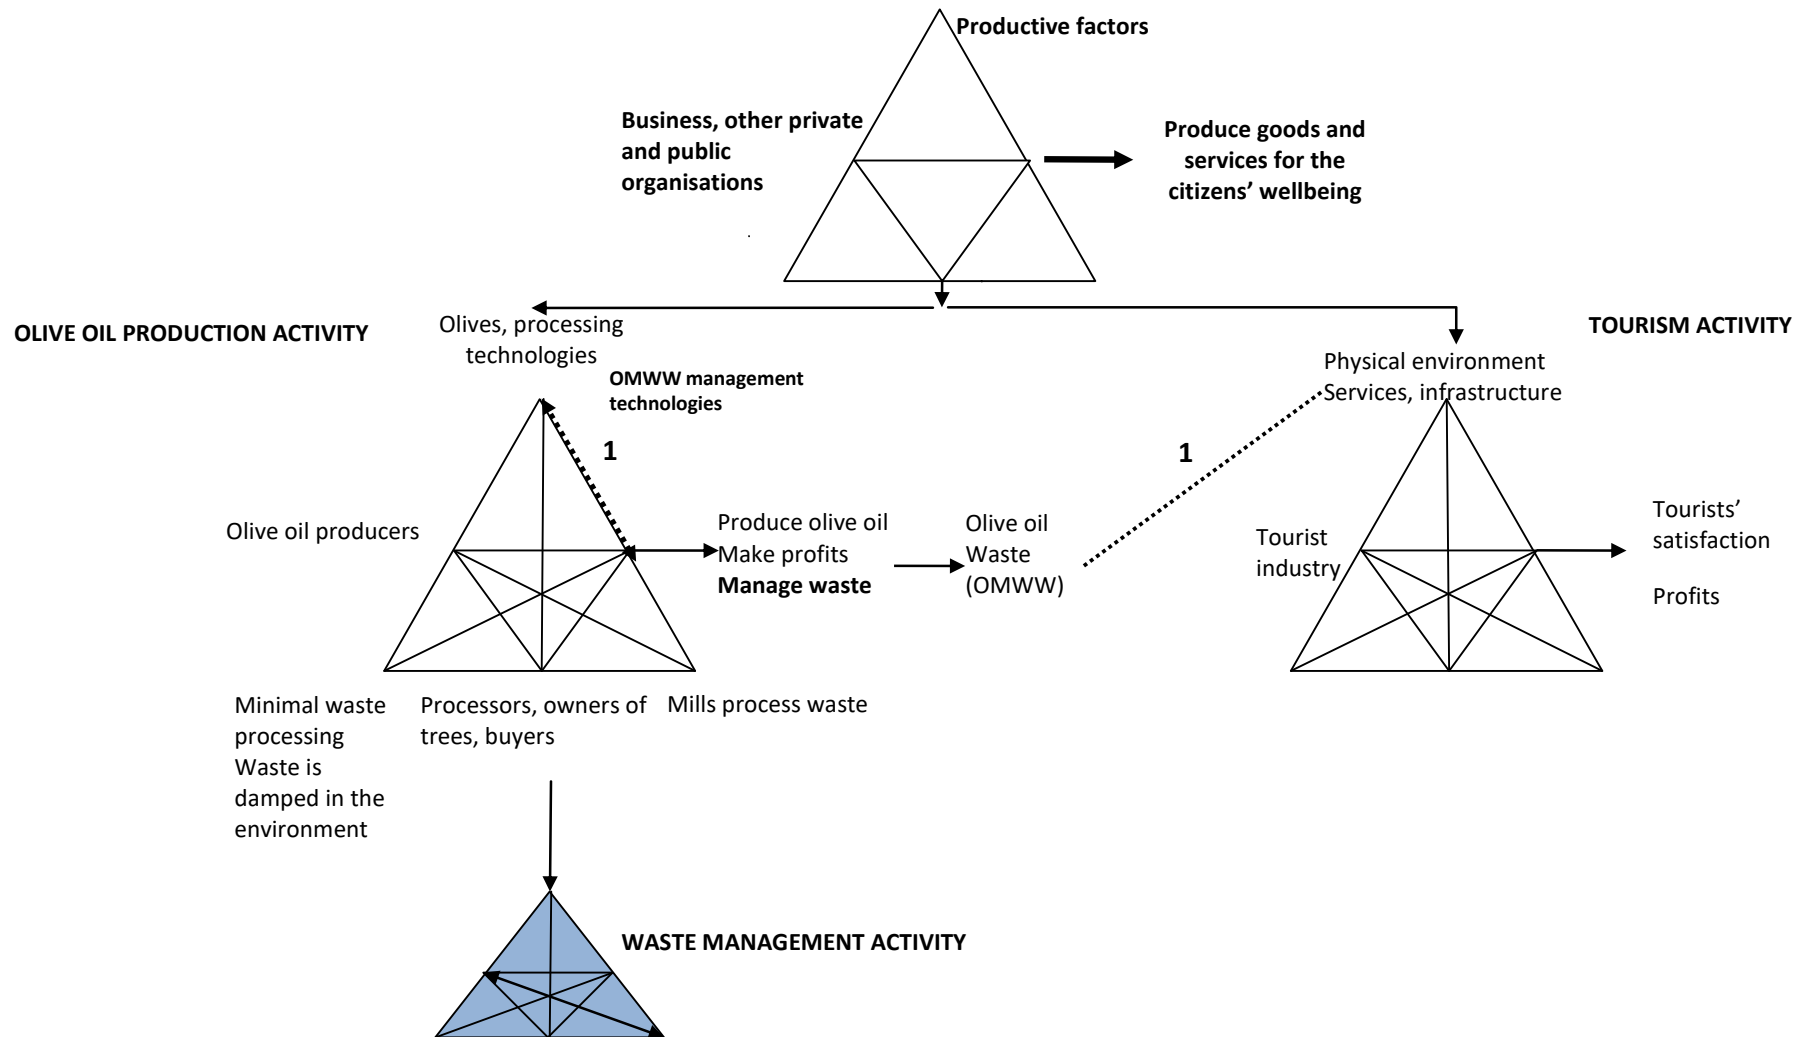 Productive factors
Business, other private
and public
organisations
Produce goods and
services for the
citizens’ wellbeing
.
OLIVE OIL PRODUCTION ACTIVITY
Olives, processing
technologies
OMWW management
technologies
1
Olive oil producers
Produce olive oil
Make profits
Manage waste
Olive oil
Waste
(OMWW)
1
TOURISM ACTIVITY
Physical environment
Services, infrastructure
Tourist
industry
Tourists’
satisfaction
Profits
Minimal waste
processing
Waste is
damped in the
environment
Processors, owners of
trees, buyers
Mills process waste
WASTE MANAGEMENT ACTIVITY